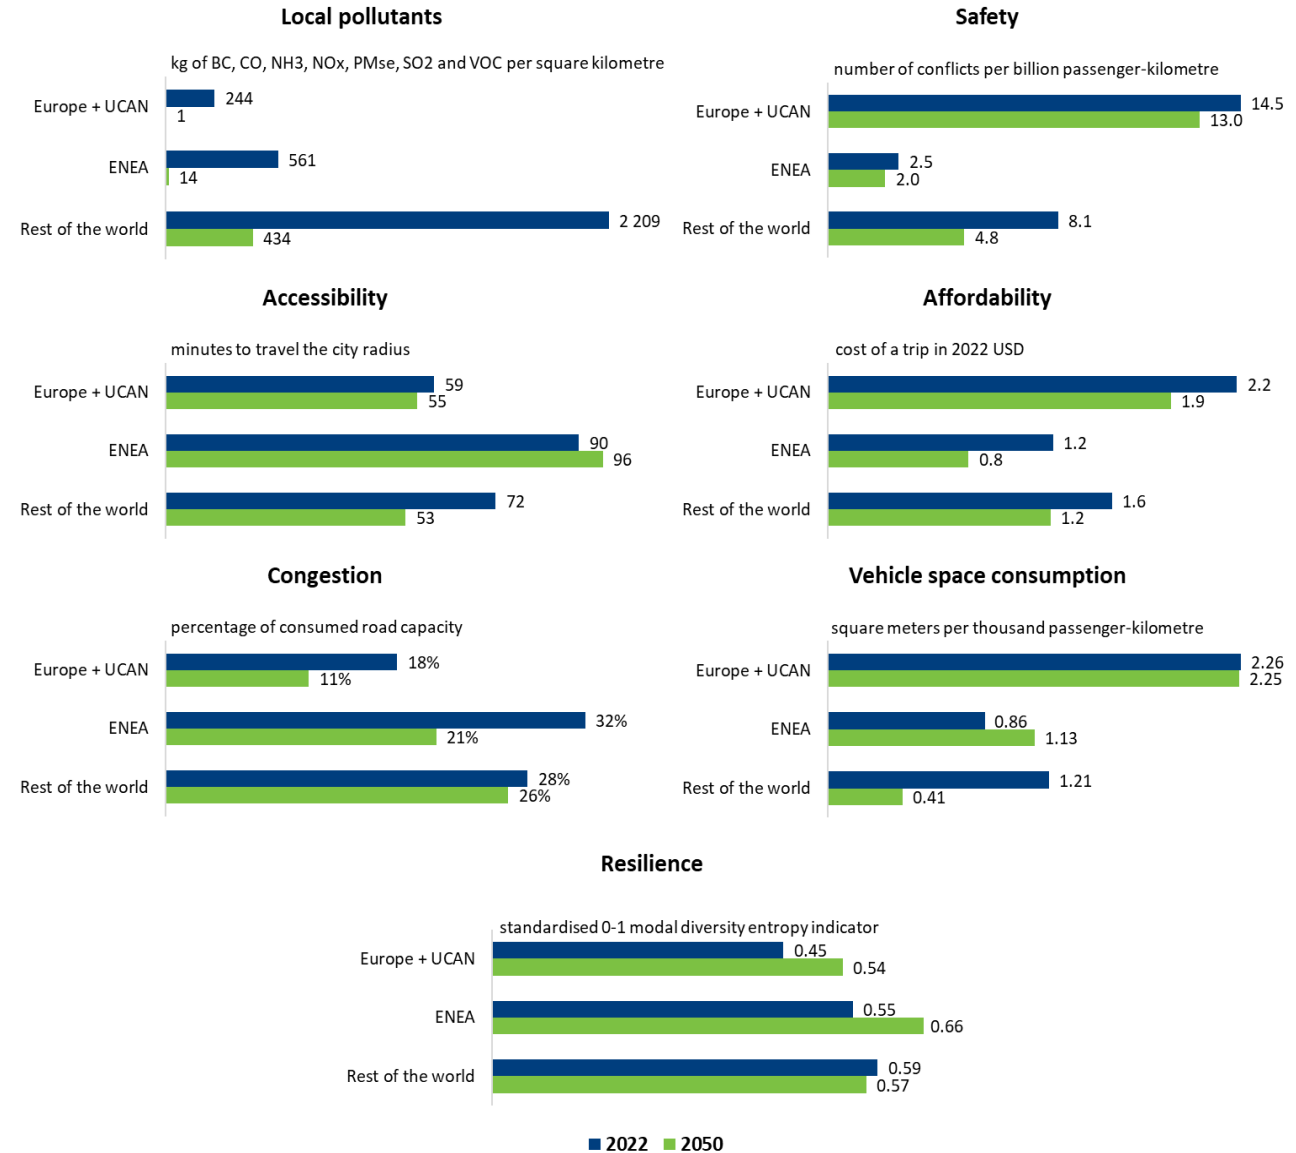 Local pollutants
kg of BC, CO, NH3, NOx, PMse, SO2 and VOC per square kilometre
Europe + UCAN
244
1
ENEA
561
14
Rest of the world
2 209
434
Safety
number of conflicts per billion passenger-kilometre
Europe + UCAN
14.5
13.0
ENEA
2.5
2.0
Rest of the world
8.1
4.8
Accessibility
minutes to travel the city radius
Europe + UCAN
59
55
ENEA
90
96
Rest of the world
72
53
Affordability
cost of a trip in 2022 USD
Europe + UCAN
2.2
1.9
ENEA
1.2
0.8
Rest of the world
1.6
1.2
Congestion
percentage of consumed road capacity
Europe + UCAN
18%
11%
ENEA
32%
21%
Rest of the world
28%
26%
Vehicle space consumption
square meters per thousand passenger-kilometre
Europe + UCAN
2.26
2.25
ENEA
0.86
1.13
Rest of the world
1.21
0.41
Resilience
standardised 0-1 modal diversity entropy indicator
Europe + UCAN
0.45
0.54
ENEA
0.55
0.66
Rest of the world
0.59
0.57
2022 2050